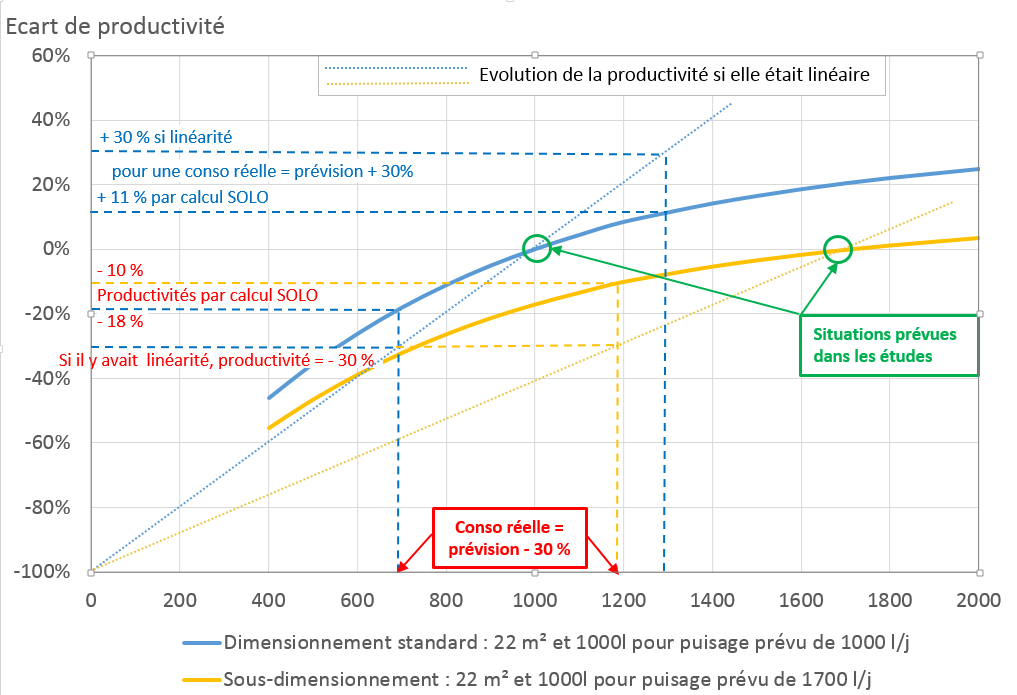 Ecart de productivité
60%
Evolution de la productivité si elle était linéaire
40%
+ 30 % si linéarité
pour une conso réelle = prévision + 30%
20%
+ 11 % par calcul SOLO
0%
- 10 %
Productivités par calcul SOLO
-20%
- 18 %
Situations prévues
dans les études
Si il y avait linéarité, productivité = - 30 %
-40%
-60%
-80%
Conso réelle =
prévision - 30 %
-100%
0 200 400 600 800 1000 1200 1400 1600 1800 2000
Dimensionnement standard : 22 m² et 1000l pour puisage prévu de 1000 l/j
Sous-dimensionnement : 22 m² et 1000l pour puisage prévu de 1700 l/j